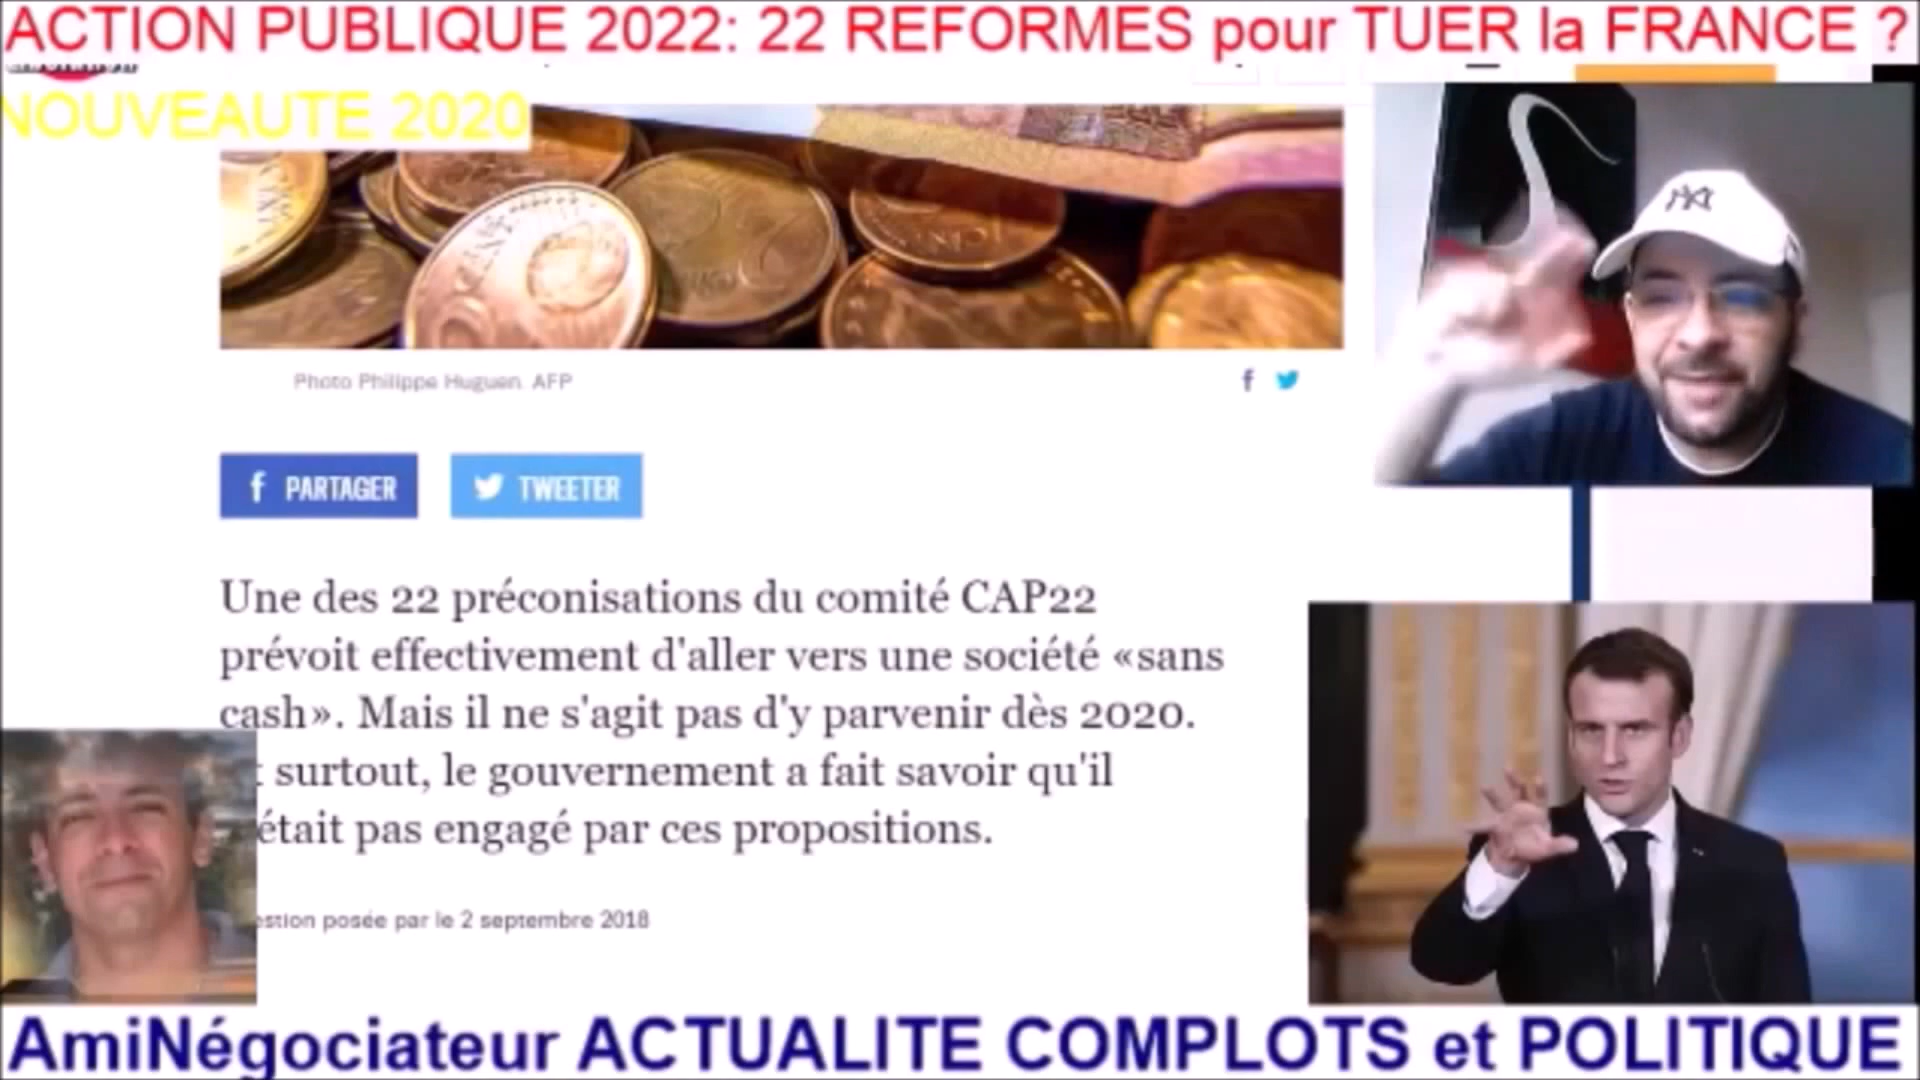 ACTION PUBLIQUE 2022: 22 REFORMES pour TUER la FRANCE ?
NOUVEAUTE 2020
Photo Philippe Huguen. AFP
PARTAGER
TWEETER
Une des 22 préconisations du comité CAP22
prévoit effectivement d'aller vers une société «sans
cash». Mais il ne s'agit pas d'y parvenir dès 2020.
surtout, le gouvernement a fait savoir qu'il
était pas engagé par ces propositions.
estion posée par le 2 septembre 2018
AmiNégociateur ACTUALITE COMPLOTS et POLITIQUE